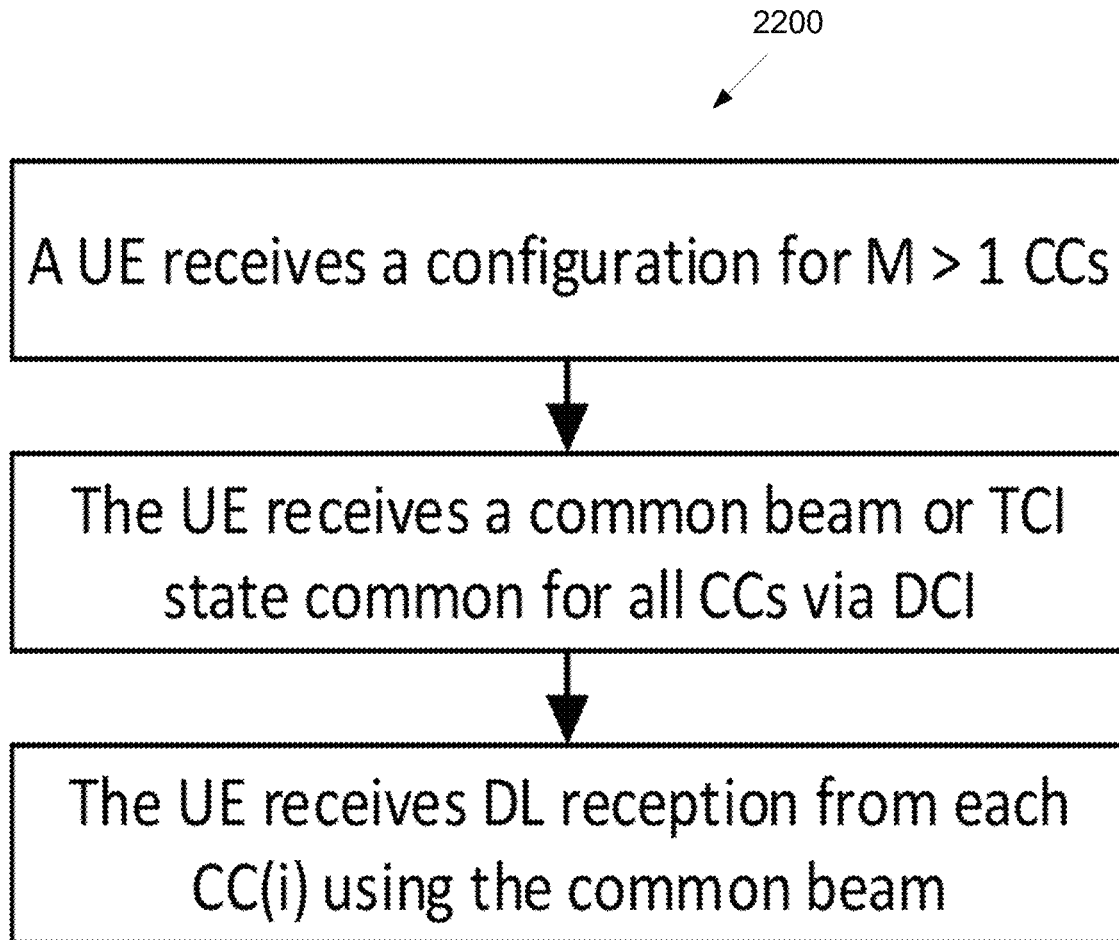 2200
A UE receives a configuration for M > 1 CCs
The UE receives a common beam or TCI
state common for all CCs via DCI
The UE receives DL reception from each
CC(i) using the common beam